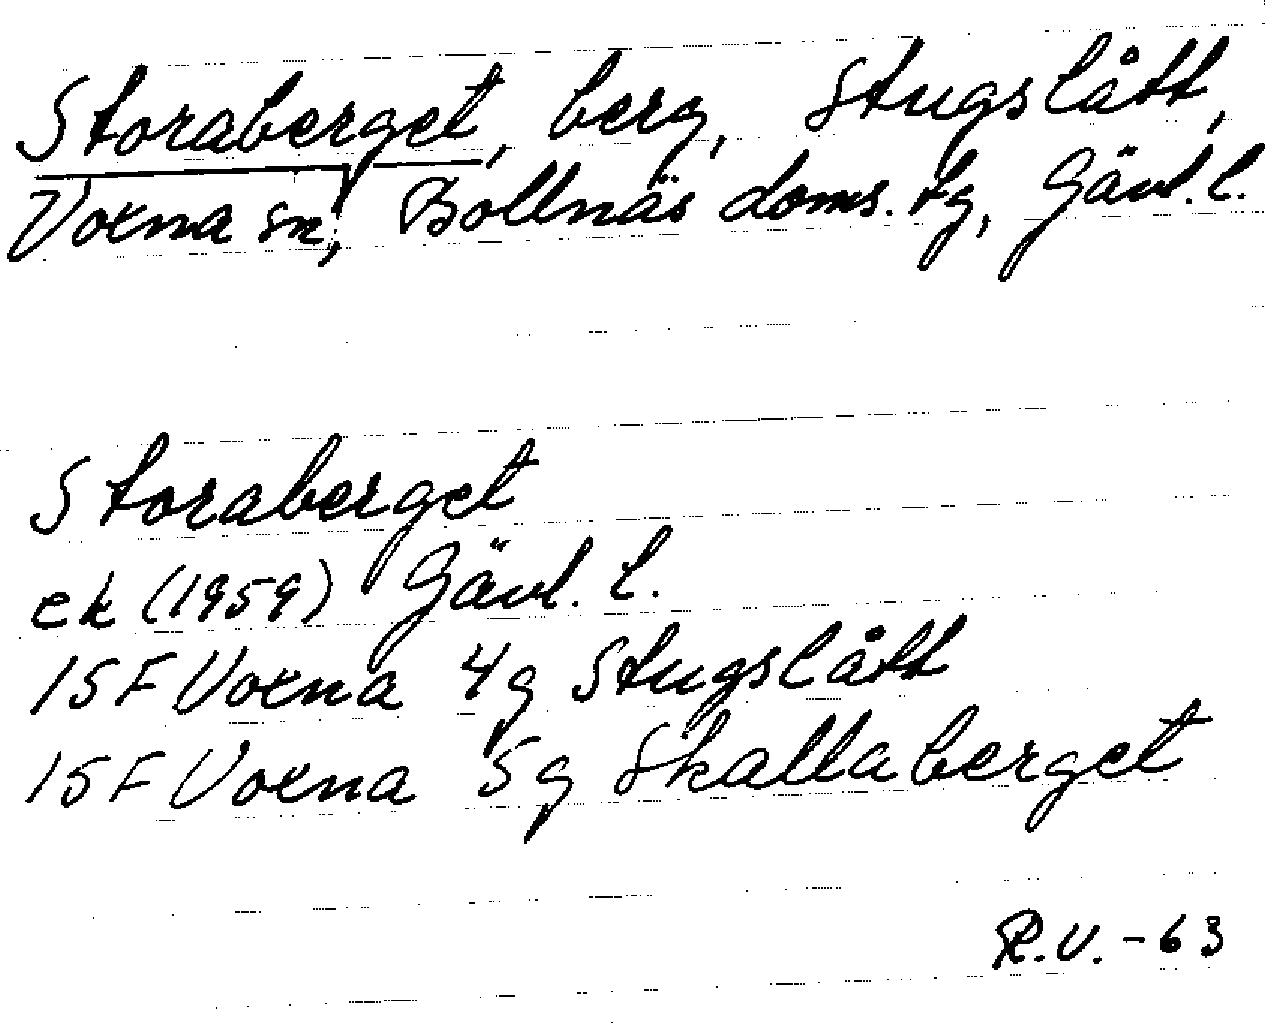 Storaberget, berg, Stugslått,
Voxna sn, Bollnäs doms. tg, Gävl. l.
Storaberget
ek (1959) Gävl. l.
15F Voxna 4g Stugslått
15F Voxna 5g Skallaberget
R.V. - 63